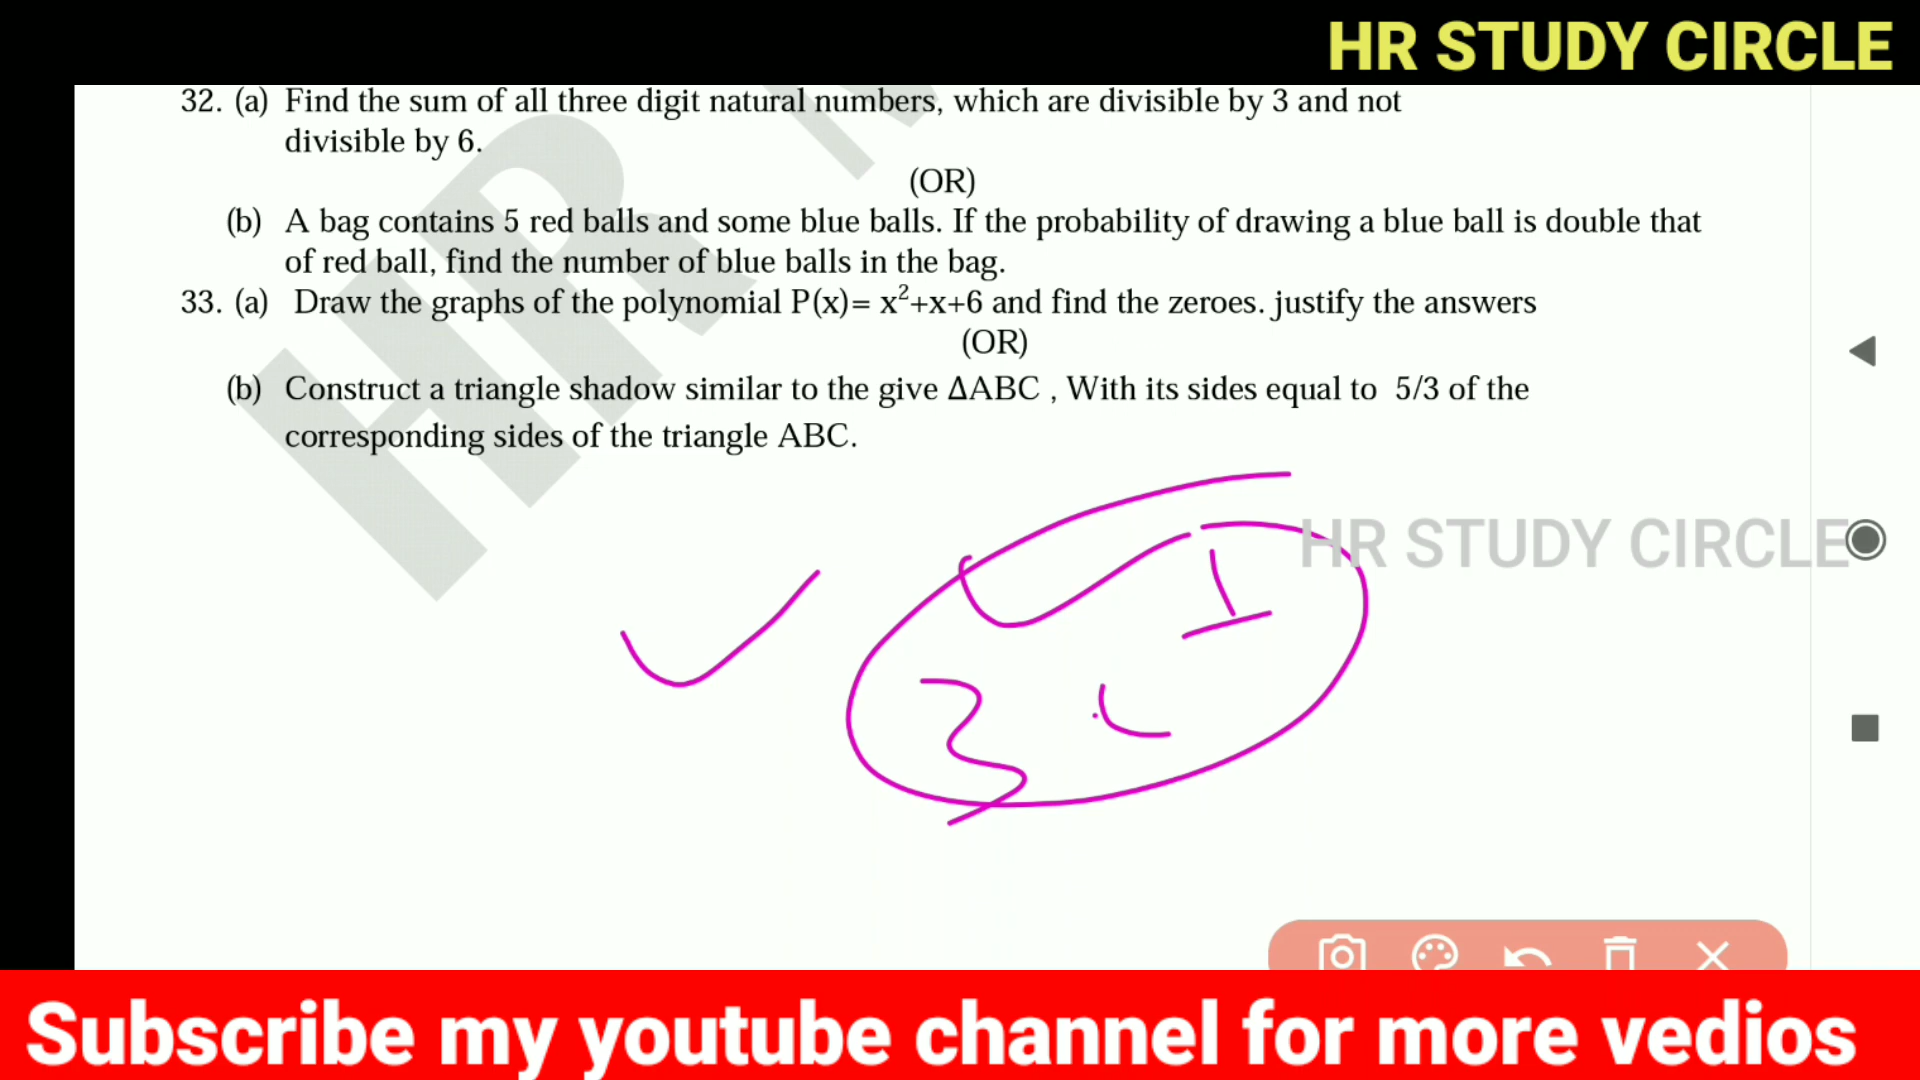 HR STUDY CIRCLE
32. (a) Find the sum of all three digit natural numbers, which are divisible by 3 and not
divisible by 6.
(OR)
(b) A bag contains 5 red balls and some blue balls. If the probability of drawing a blue ball is double that
of red ball, find the number of blue balls in the bag.
33. (a) Draw the graphs of the polynomial P(x)= x²+x+6 and find the zeroes. justify the answers
(OR)
(b) Construct a triangle shadow similar to the give ΔABC , With its sides equal to 5/3 of the
corresponding sides of the triangle ABC.
HR
HR STUDY CIRCLE
Subscribe my youtube channel for more vedios